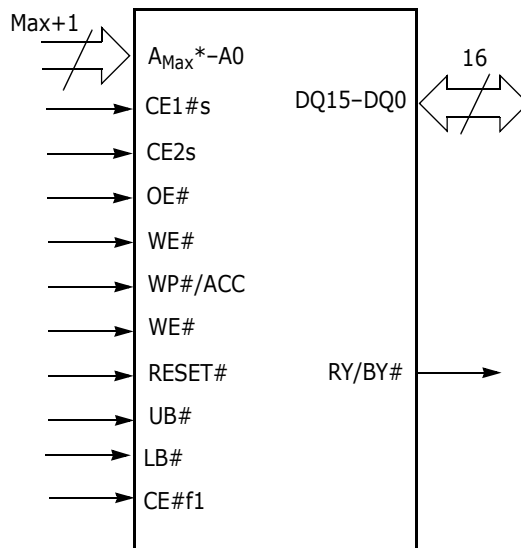 Max+1
AMax*–A0
CE1#s
CE2s
OE#
WE#
WP#/ACC
WE#
RESET#
UB#
LB#
CE#f1
16
DQ15–DQ0
RY/BY#